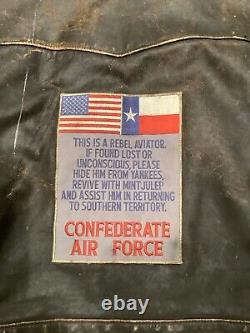 THIS IS A REBEL AVIATOR.
IF FOUND LOST OR
UNCONSCIOUS, PLEASE
HIDE HIM FROM YANKEES,
REVIVE WITH MINTJULEP
AND ASSIST HIM IN RETURNING
TO SOUTHERN TERRITORY.
CONFEDERATE
AIR FORCE